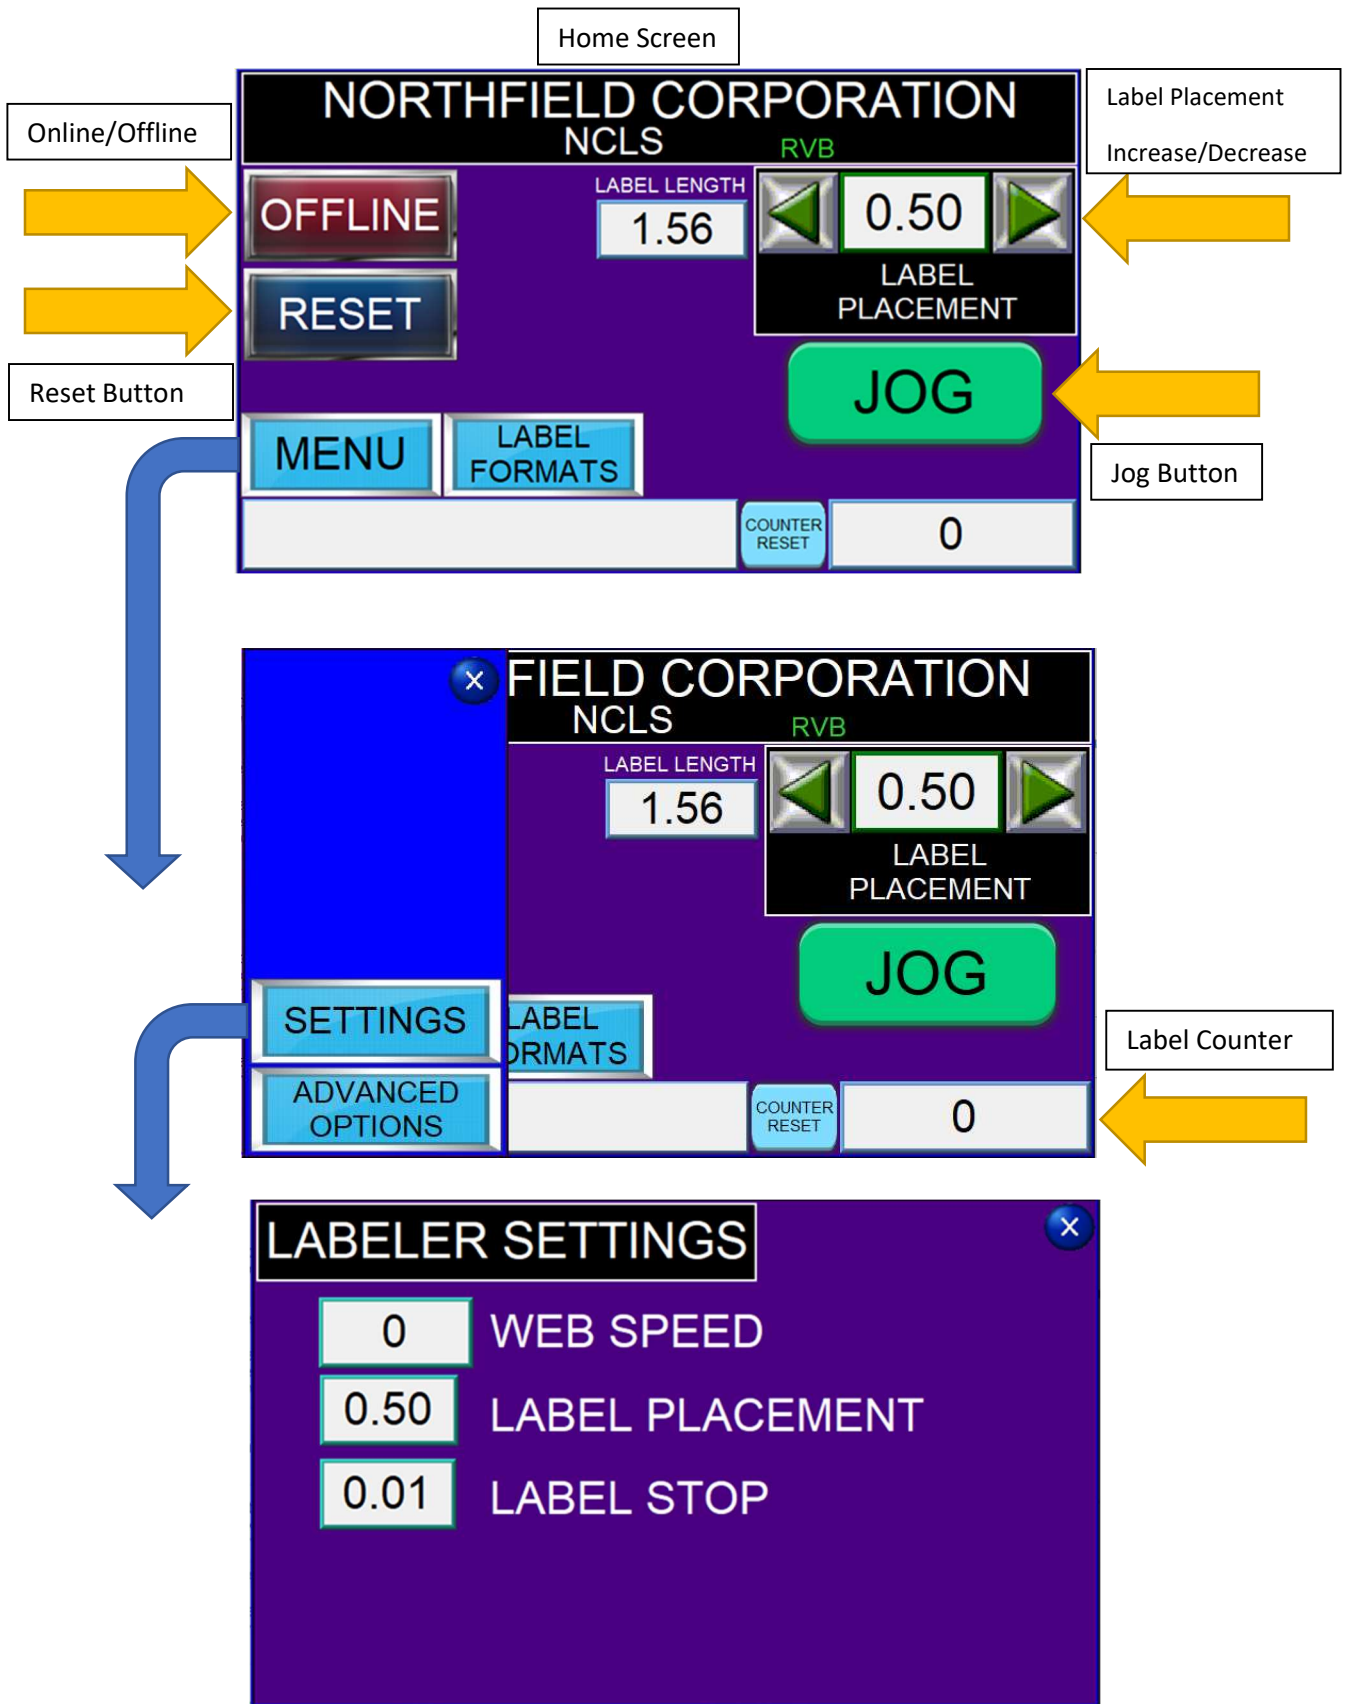 Home Screen
NORTHFIELD CORPORATION
NCLS RVB
Online/Offline
Label Placement
Increase/Decrease
OFFLINE
LABEL LENGTH
1.56
0.50
LABEL
PLACEMENT
RESET
Reset Button
JOG
Jog Button
MENU
LABEL
FORMATS
COUNTER
RESET
0
FIELD CORPORATION
NCLS RVB
LABEL LENGTH
1.56
0.50
LABEL
PLACEMENT
JOG
SETTINGS
LABEL
ORMATS
ADVANCED
OPTIONS
COUNTER
RESET
0
Label Counter
LABELER SETTINGS
0 WEB SPEED
0.50 LABEL PLACEMENT
0.01 LABEL STOP